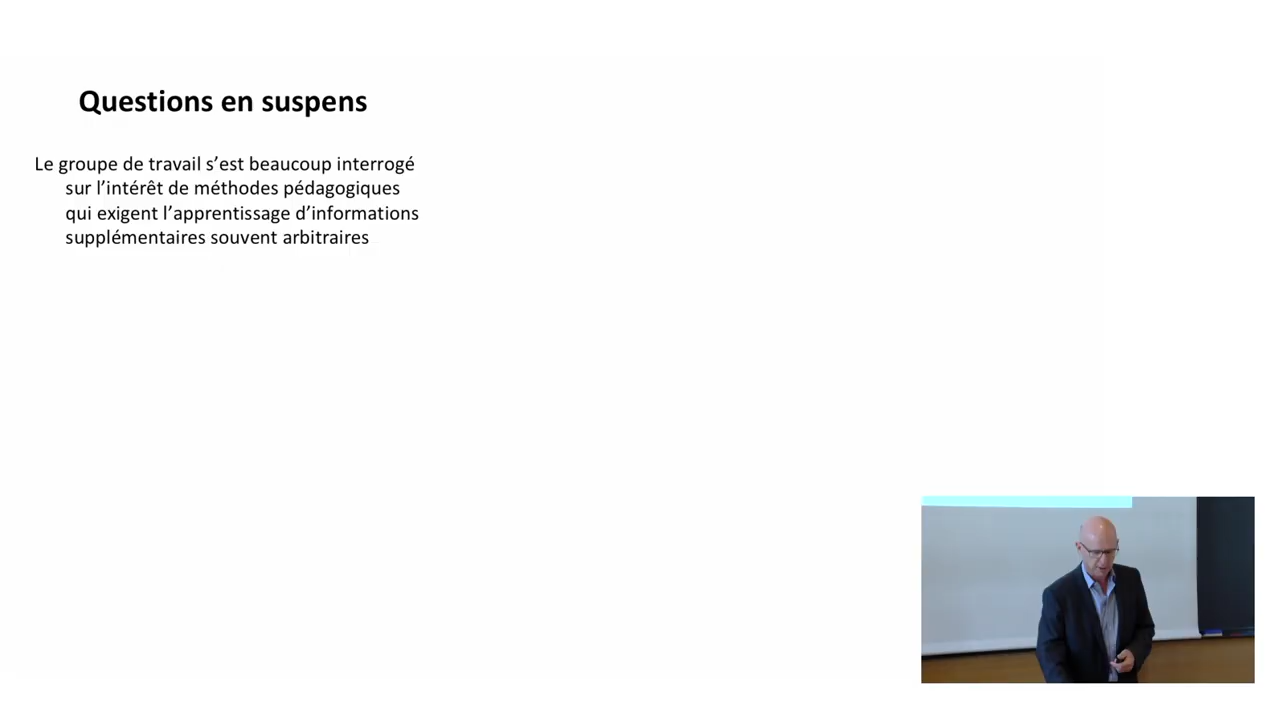 Questions en suspens
Le groupe de travail s’est beaucoup interrogé
sur l’intérêt de méthodes pédagogiques
qui exigent l’apprentissage d’informations
supplémentaires souvent arbitraires